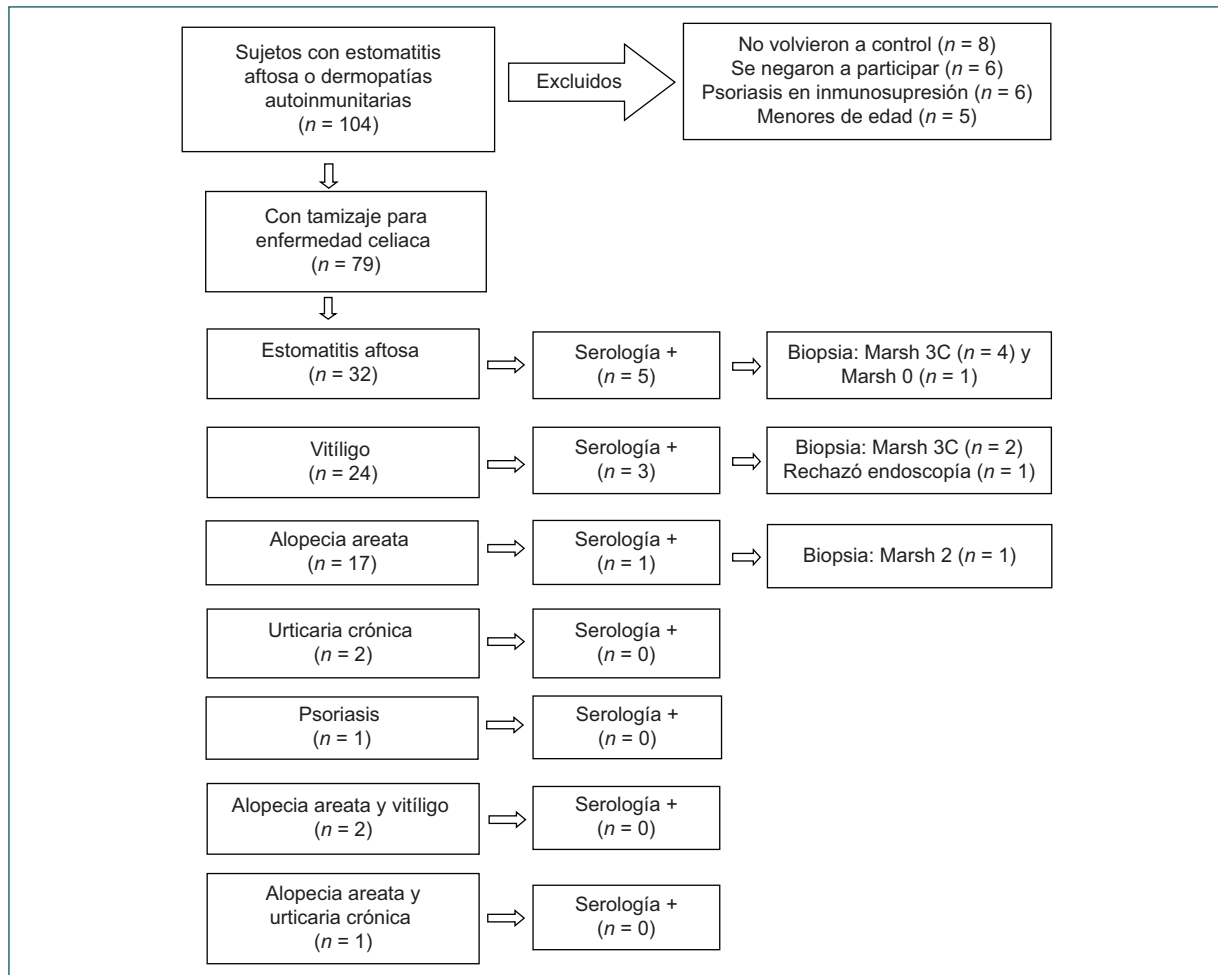 Sujetos con estomatitis
aftosa o dermopatías
autoinmunitarias
(n = 104)
Excluidos
No volvieron a control (n = 8)
Se negaron a participar (n = 6)
Psoriasis en inmunosupresión (n = 6)
Menores de edad (n = 5)
Con tamizaje para
enfermedad celiaca
(n = 79)
Estomatitis aftosa
(n = 32)
Serología +
(n = 5)
Biopsia: Marsh 3C (n = 4) y
Marsh 0 (n = 1)
Vitíligo
(n = 24)
Serología +
(n = 3)
Biopsia: Marsh 3C (n = 2)
Rechazó endoscopía (n = 1)
Alopecia areata
(n = 17)
Serología +
(n = 1)
Biopsia: Marsh 2 (n = 1)
Urticaria crónica
(n = 2)
Serología +
(n = 0)
Psoriasis
(n = 1)
Serología +
(n = 0)
Alopecia areata y vitíligo
(n = 2)
Serología +
(n = 0)
Alopecia areata y
urticaria crónica
(n = 1)
Serología +
(n = 0)